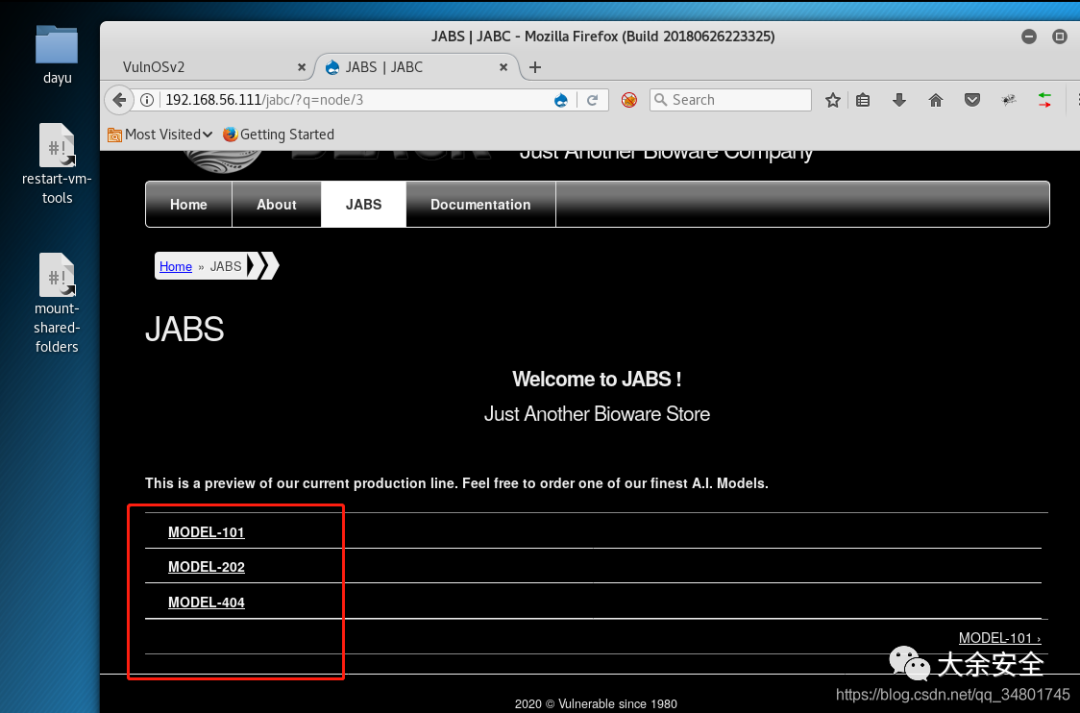 dayu
restart-vm-
tools
mount-
shared-
folders
JABS | JABC - Mozilla Firefox (Build 20180626223325)
VulnOSv2
JABS | JABC
192.168.56.111/jabc/?q=node/3
Search
Most Visited
Getting Started
Just Another Bioware Company
Home
About
JABS
Documentation
Home » JABS
JABS
Welcome to JABS !
Just Another Bioware Store
This is a preview of our current production line. Feel free to order one of our finest A.I. Models.
MODEL-101
MODEL-202
MODEL-404
MODEL-101 ›
大余安全
https://blog.csdn.net/qq_34801745
2020 © Vulnerable since 1980